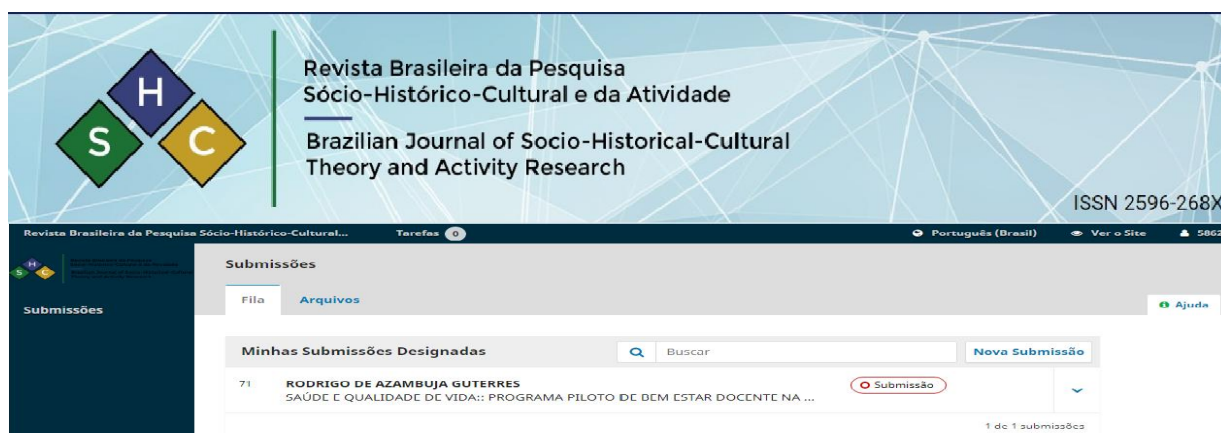 H
S
C
Revista Brasileira da Pesquisa
Sócio-Histórico-Cultural e da Atividade
Brazilian Journal of Socio-Historical-Cultural
Theory and Activity Research
ISSN 2596-268X
Revista Brasileira da Pesquisa Sócio-Histórico-Cultural... Tarefas 0 Português (Brasil) Ver o Site 5862
S H C
Submissões
Submissões
Fila Arquivos
Ajuda
Minhas Submissões Designadas Buscar Nova Submissão
71 RODRIGO DE AZAMBUJA GUTERRES Submissão
SAÚDE E QUALIDADE DE VIDA:: PROGRAMA PILOTO DE BEM ESTAR DOCENTE NA ...
1 de 1 submissões